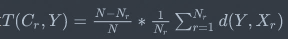 T(C_r, Y) = \frac{N-N_r}{N} * \frac{1}{N_r} \sum_{r=1}^{N_r} d(Y, X_r)